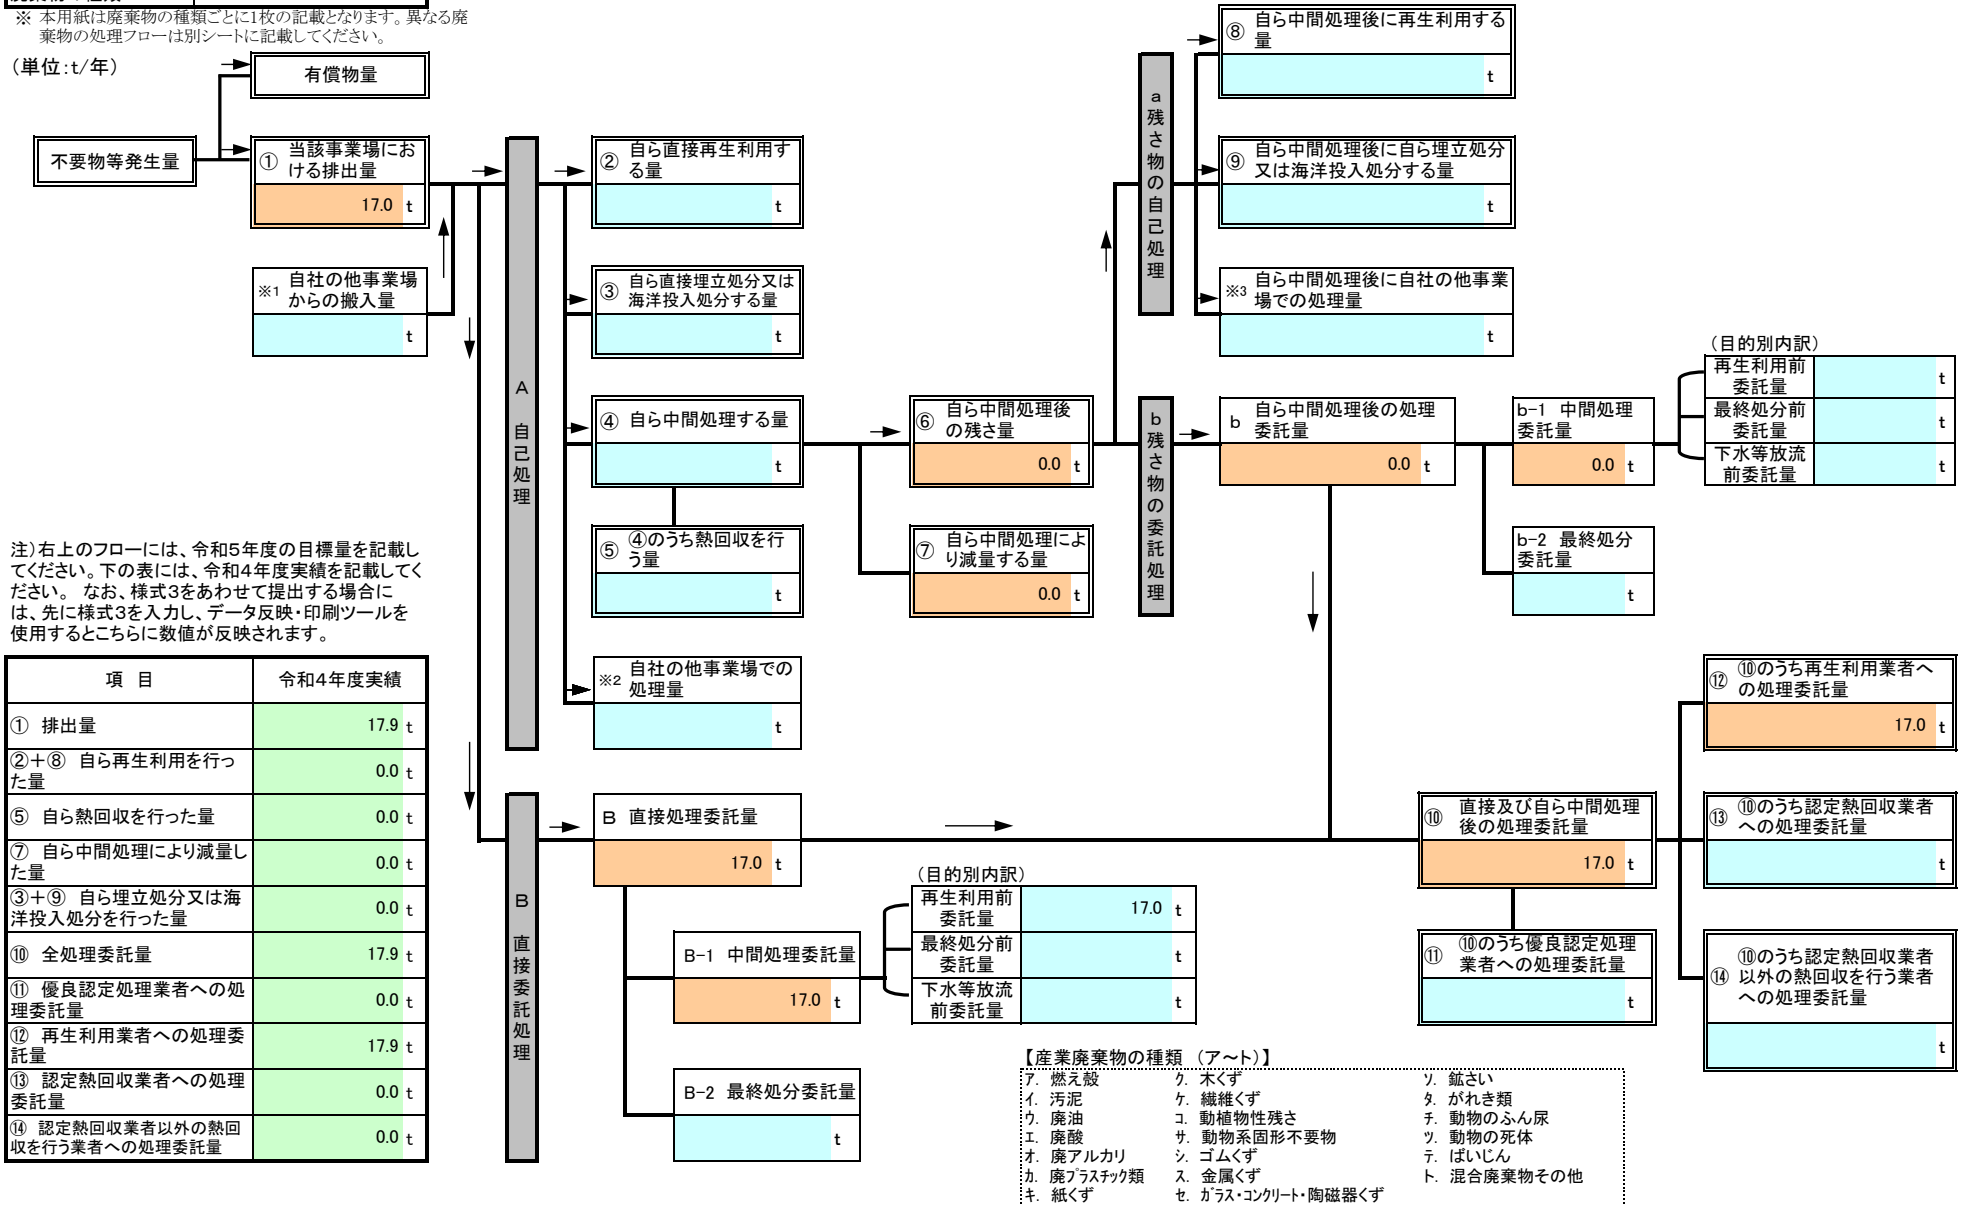 ※ 本用紙は廃棄物の種類ごとに1枚の記載となります。異なる廃
棄物の処理フローは別シートに記載してください。
（単位:t/年）
有償物量
不要物等発生量
① 当該事業場にお
ける排出量
17.0 t
※1 自社の他事業場
からの搬入量
t
A 自己処理
② 自ら直接再生利用す
る量
t
③ 自ら直接埋立処分又は
海洋投入処分する量
t
④ 自ら中間処理する量
t
⑤ ④のうち熱回収を行
う量
t
※2 自社の他事業場での
処理量
t
⑥ 自ら中間処理後
の残さ量
0.0 t
⑦ 自ら中間処理によ
り減量する量
0.0 t
a 残さ物の自己処理
⑧ 自ら中間処理後に再生利用する
量
t
⑨ 自ら中間処理後に自ら埋立処分
又は海洋投入処分する量
t
※3 自ら中間処理後に自社の他事業
場での処理量
t
b 残さ物の委託処理
b 自ら中間処理後の処理
委託量
0.0 t
b-1 中間処理
委託量
0.0 t
（目的別内訳）
再生利用前
委託量
t
最終処分前
委託量
t
下水等放流
前委託量
t
b-2 最終処分
委託量
t
注）右上のフローには、令和5年度の目標量を記載し
てください。下の表には、令和4年度実績を記載してく
ださい。 なお、様式3をあわせて提出する場合に
は、先に様式3を入力し、データ反映・印刷ツールを
使用するとこちらに数値が反映されます。
項 目 令和4年度実績
① 排出量 17.9 t
②＋⑧ 自ら再生利用を行っ
た量 0.0 t
⑤ 自ら熱回収を行った量 0.0 t
⑦ 自ら中間処理により減量し
た量 0.0 t
③＋⑨ 自ら埋立処分又は海
洋投入処分を行った量 0.0 t
⑩ 全処理委託量 17.9 t
⑪ 優良認定処理業者への処
理委託量 0.0 t
⑫ 再生利用業者への処理委
託量 17.9 t
⑬ 認定熱回収業者への処理
委託量 0.0 t
⑭ 認定熱回収業者以外の熱回
収を行う業者への処理委託量 0.0 t
B 直接委託処理
B 直接処理委託量
17.0 t
B-1 中間処理委託量
17.0 t
（目的別内訳）
再生利用前
委託量
17.0 t
最終処分前
委託量
t
下水等放流
前委託量
t
B-2 最終処分委託量
t
⑩ 直接及び自ら中間処理
後の処理委託量
17.0 t
⑪ ⑩のうち優良認定処理
業者への処理委託量
t
⑫ ⑩のうち再生利用業者へ
の処理委託量
17.0 t
⑬ ⑩のうち認定熱回収業者
への処理委託量
t
⑭ ⑩のうち認定熱回収業者
以外の熱回収を行う業者
への処理委託量
t
【産業廃棄物の種類 （ア～ト）】
ア. 燃え殻 ク. 木くず ソ. 鉱さい
イ. 汚泥 ケ. 繊維くず タ. がれき類
ウ. 廃油 コ. 動植物性残さ チ. 動物のふん尿
エ. 廃酸 サ. 動物系固形不要物 ツ. 動物の死体
オ. 廃アルカリ シ. ゴムくず テ. ばいじん
カ. 廃プラスチック類 ス. 金属くず ト. 混合廃棄物その他
キ. 紙くず セ. ガラス・コンクリート・陶磁器くず